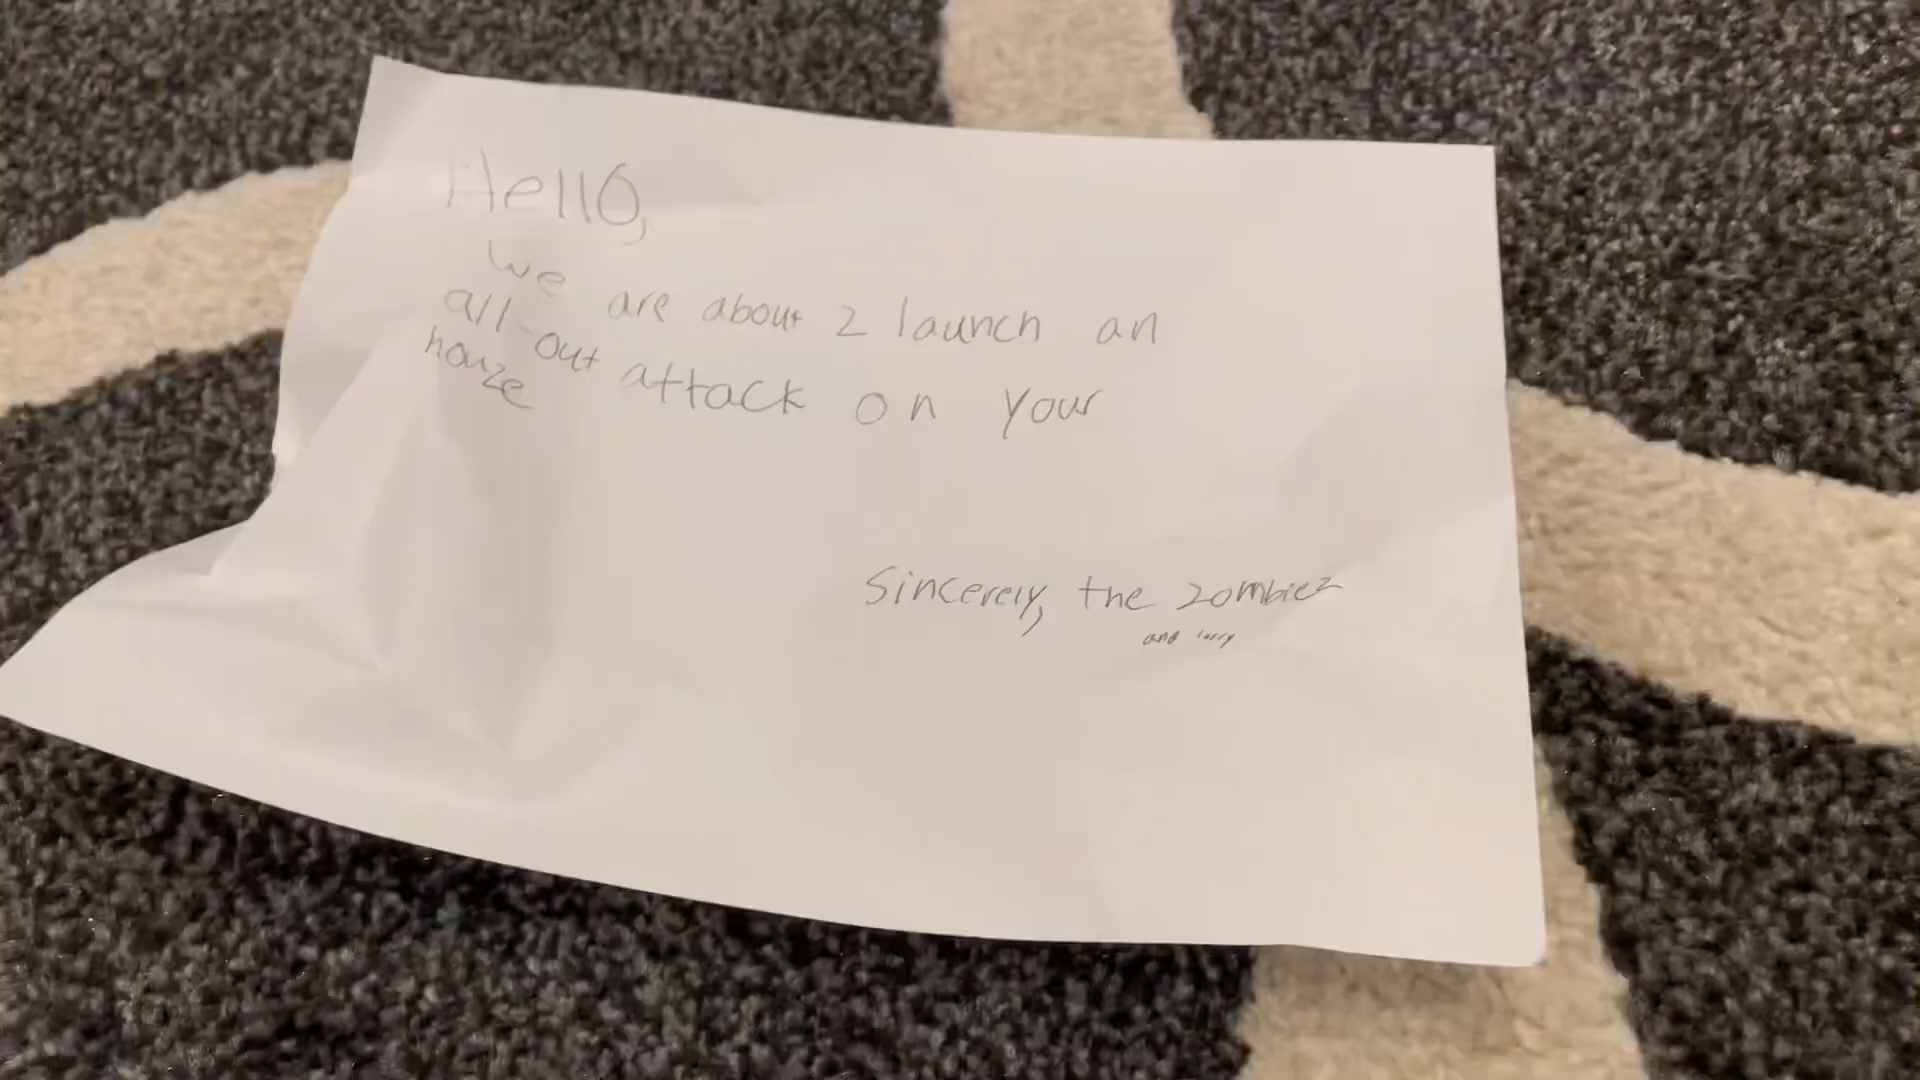 Hello,
we are about 2 launch an
all-out attack on your
houze
Sincerely, the zombiez
and larry